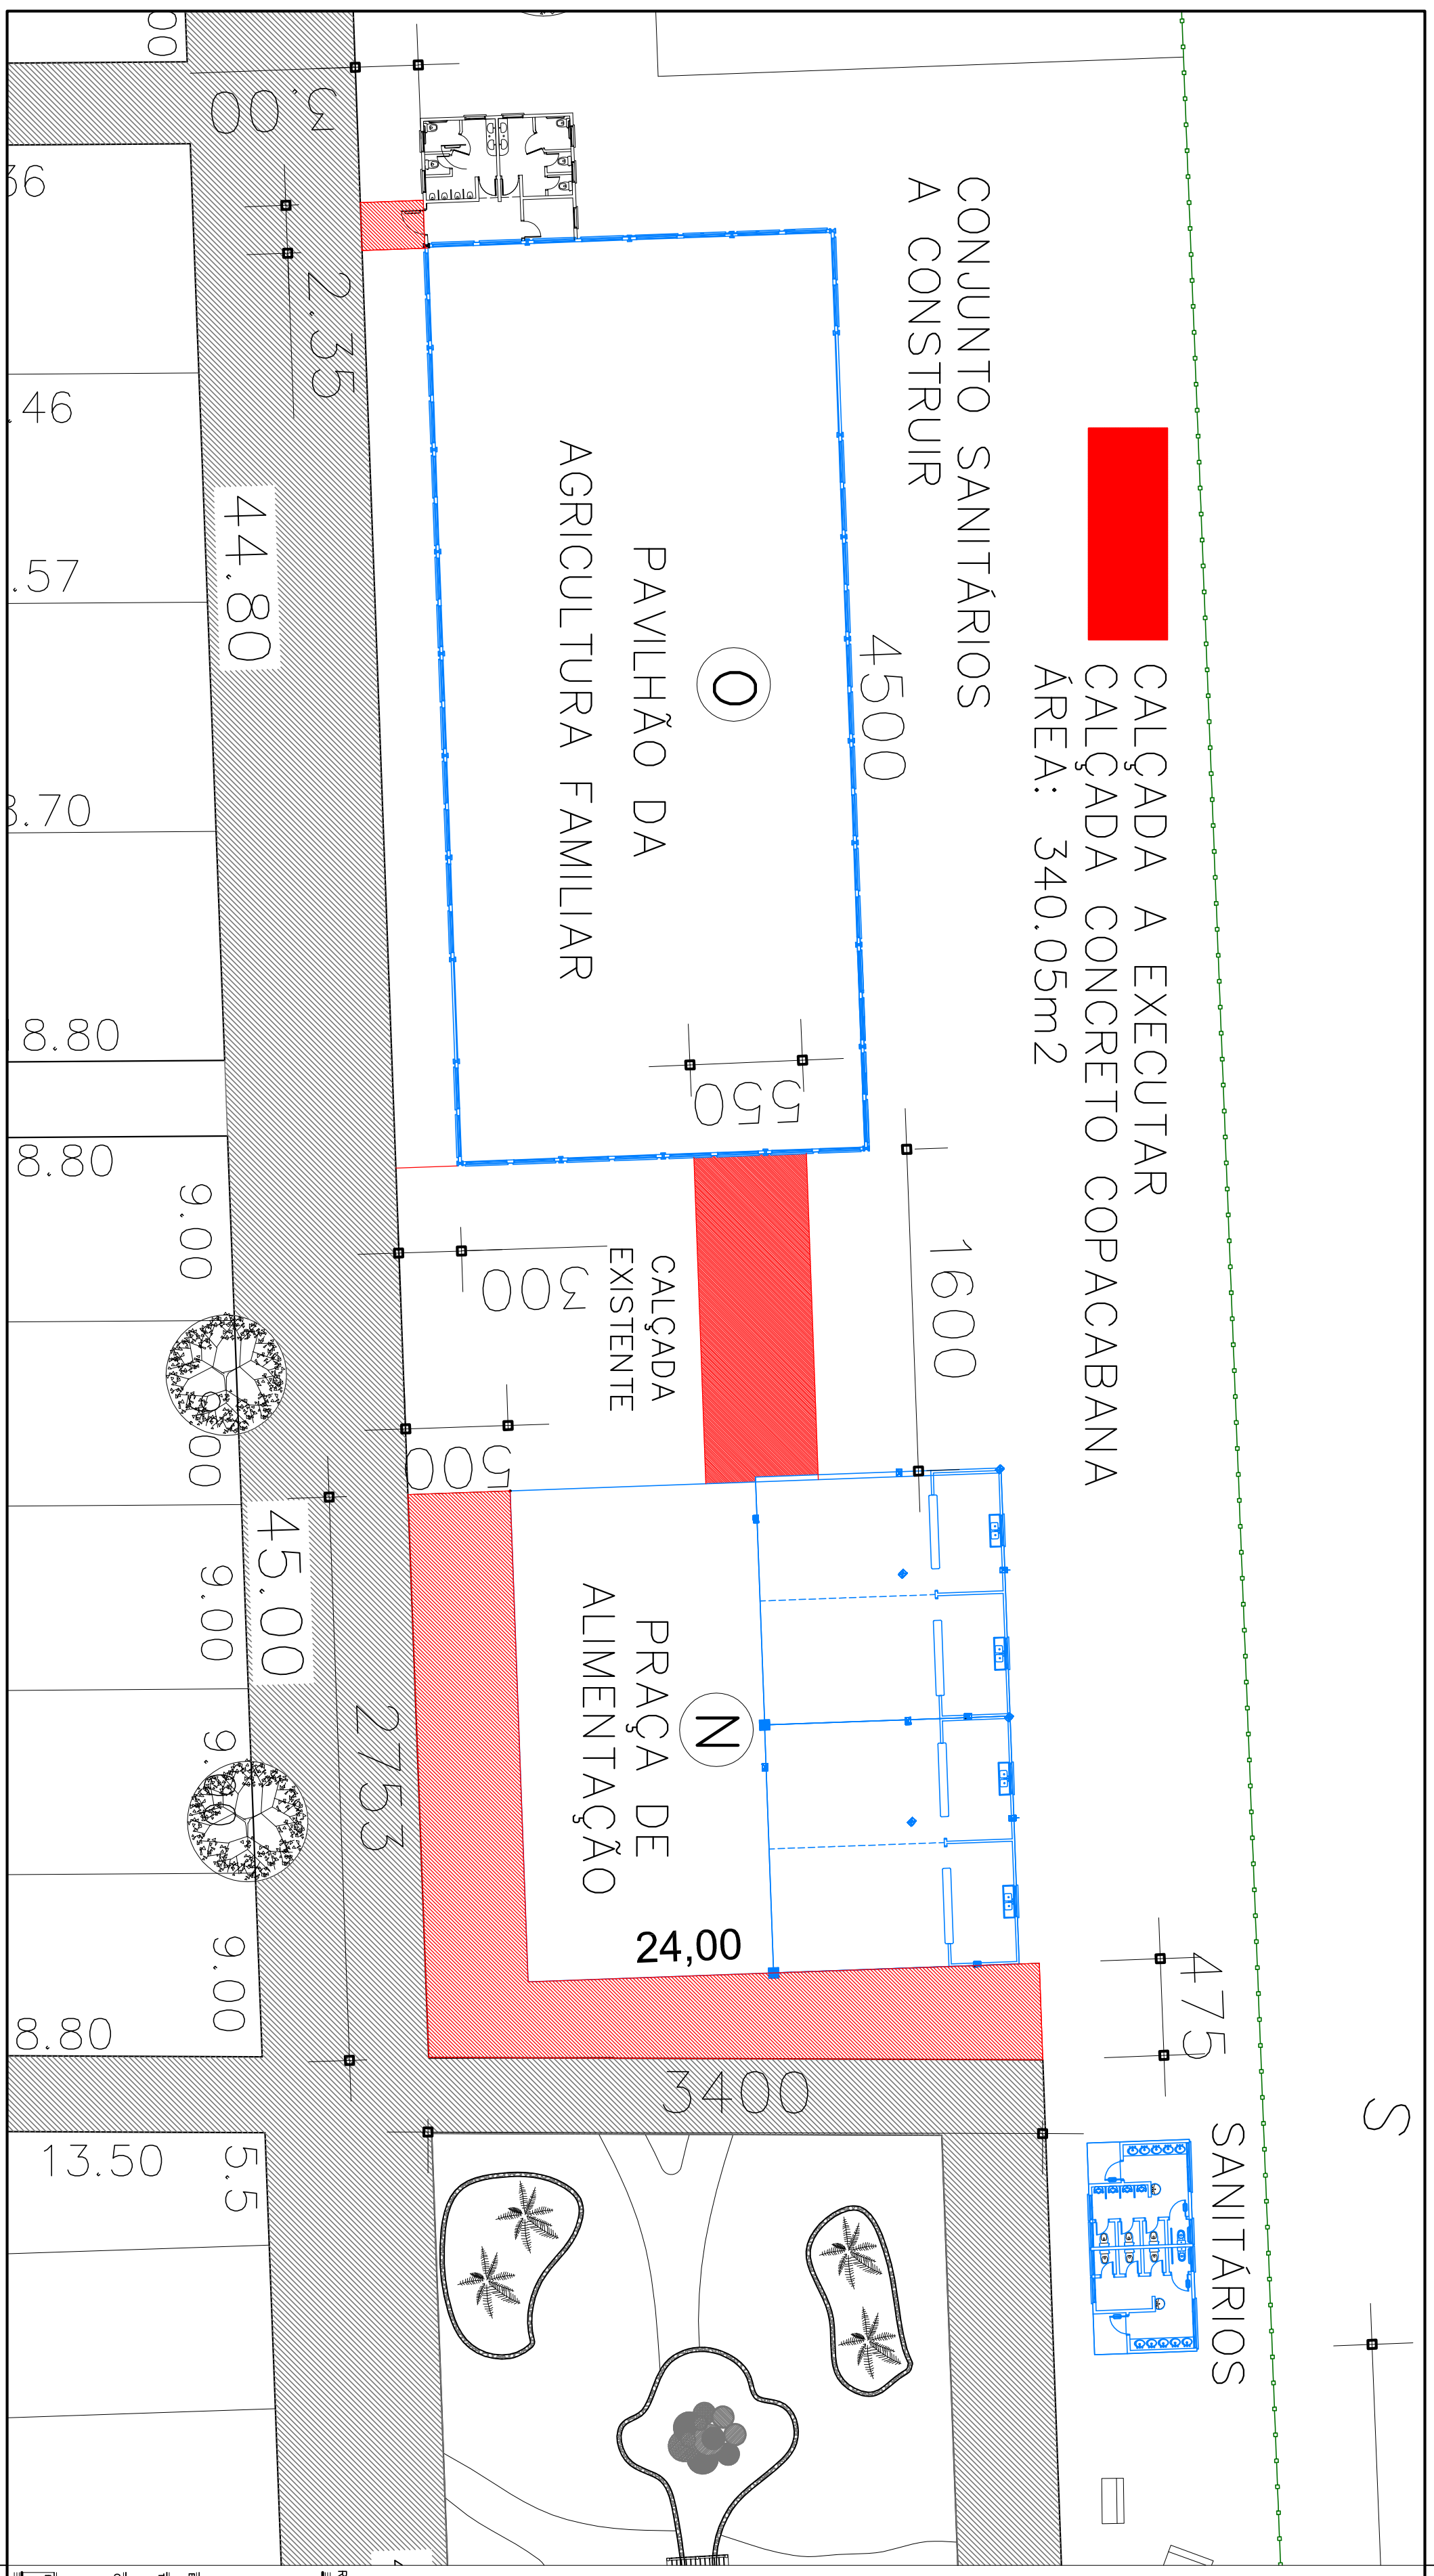 CALÇADA A EXECUTAR
CALÇADA CONCRETO COPACABANA
ÁREA: 340.05m2
CONJUNTO SANITÁRIOS
A CONSTRUIR
4500
O
PAVILHÃO DA
AGRICULTURA FAMILIAR
550
1600
CALÇADA
EXISTENTE
300
500
3.00
2.35
44.80
45.00
2753
N
PRAÇA DE
ALIMENTAÇÃO
24,00
475
3400
SANITÁRIOS
S
.46
.57
.70
8.80
8.80
9.00
9.00
9.00
8.80
13.50
5.5